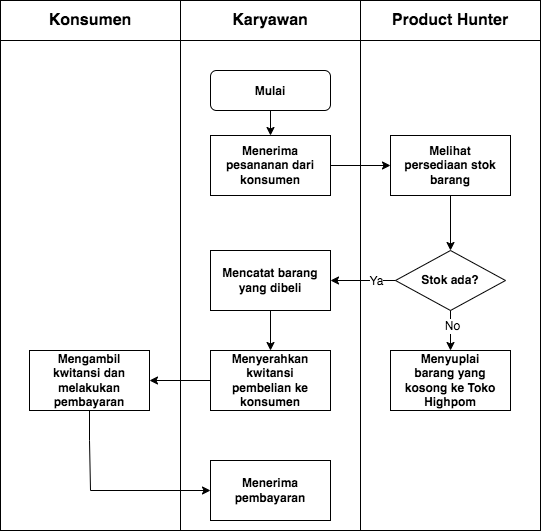 Konsumen
Karyawan
Product Hunter
Mulai
Menerima
pesananan dari
konsumen
Melihat
persediaan stok
barang
Stok ada?
Ya
No
Mencatat barang
yang dibeli
Menyuplai
barang yang
kosong ke Toko
Highpom
Menyerahkan
kwitansi
pembelian ke
konsumen
Mengambil
kwitansi dan
melakukan
pembayaran
Menerima
pembayaran